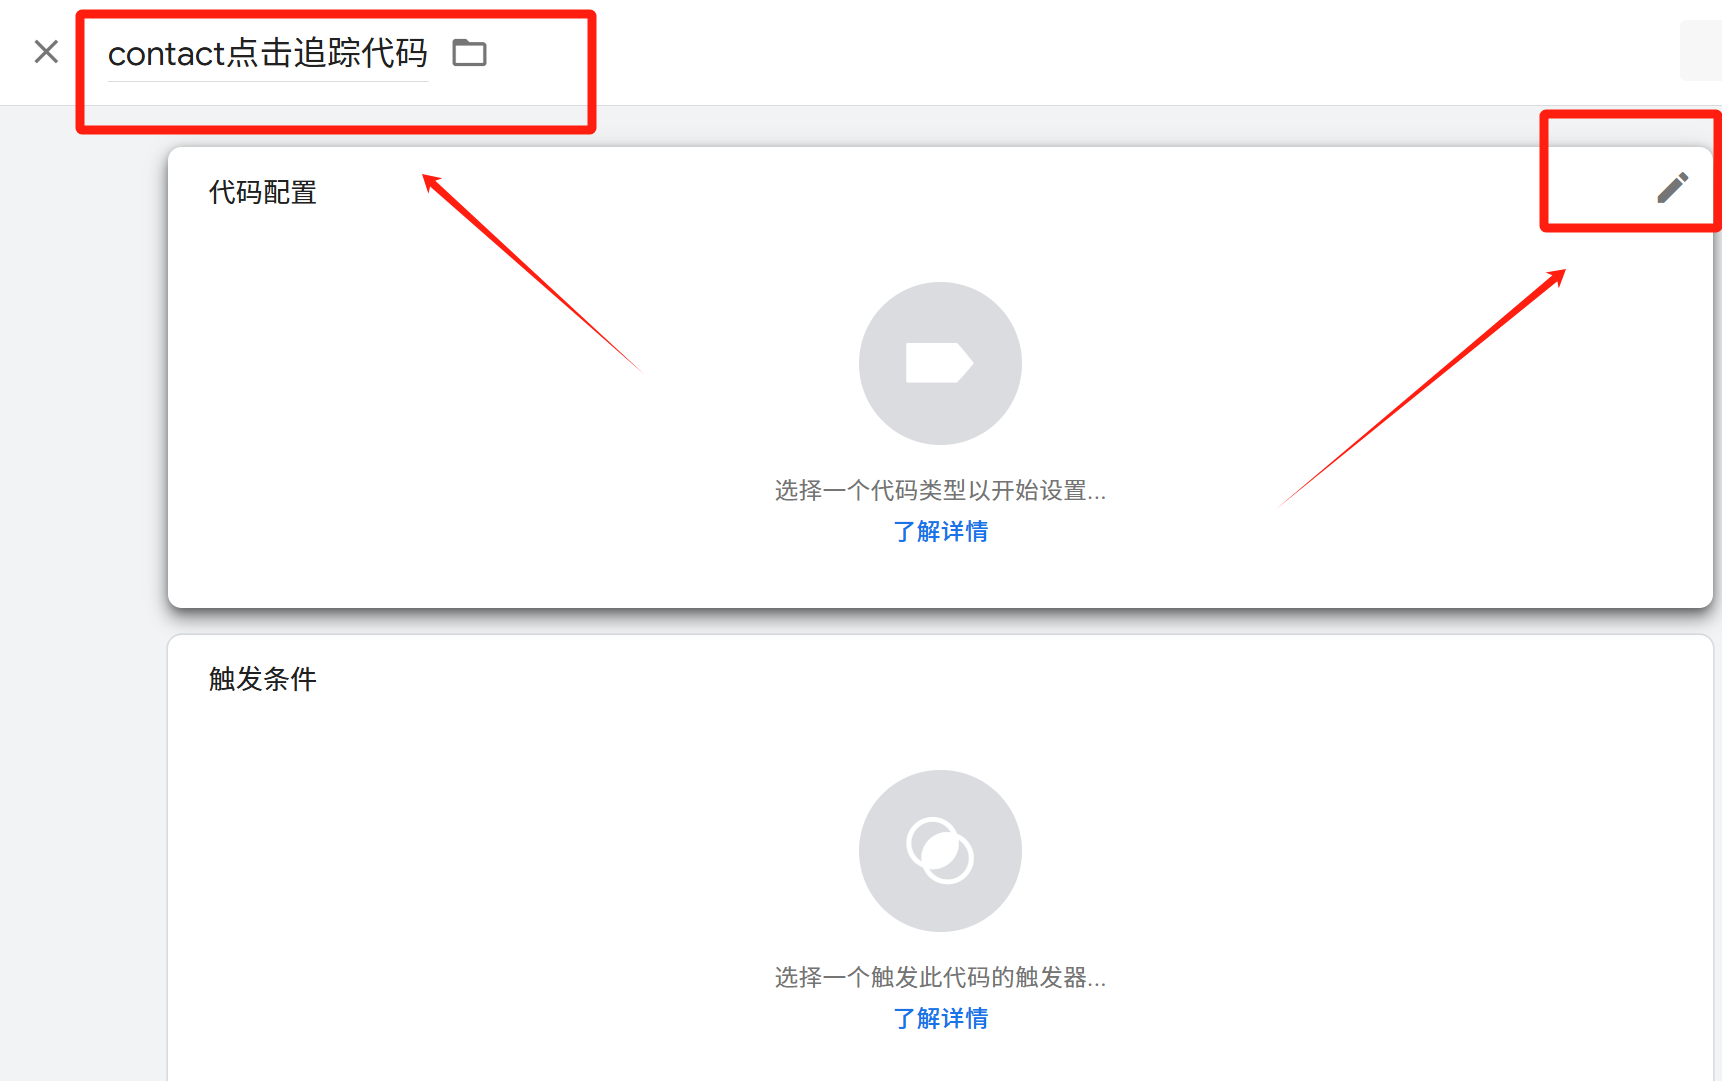 contact点击追踪代码
代码配置
选择一个代码类型以开始设置...
了解详情
触发条件
选择一个触发此代码的触发器...
了解详情